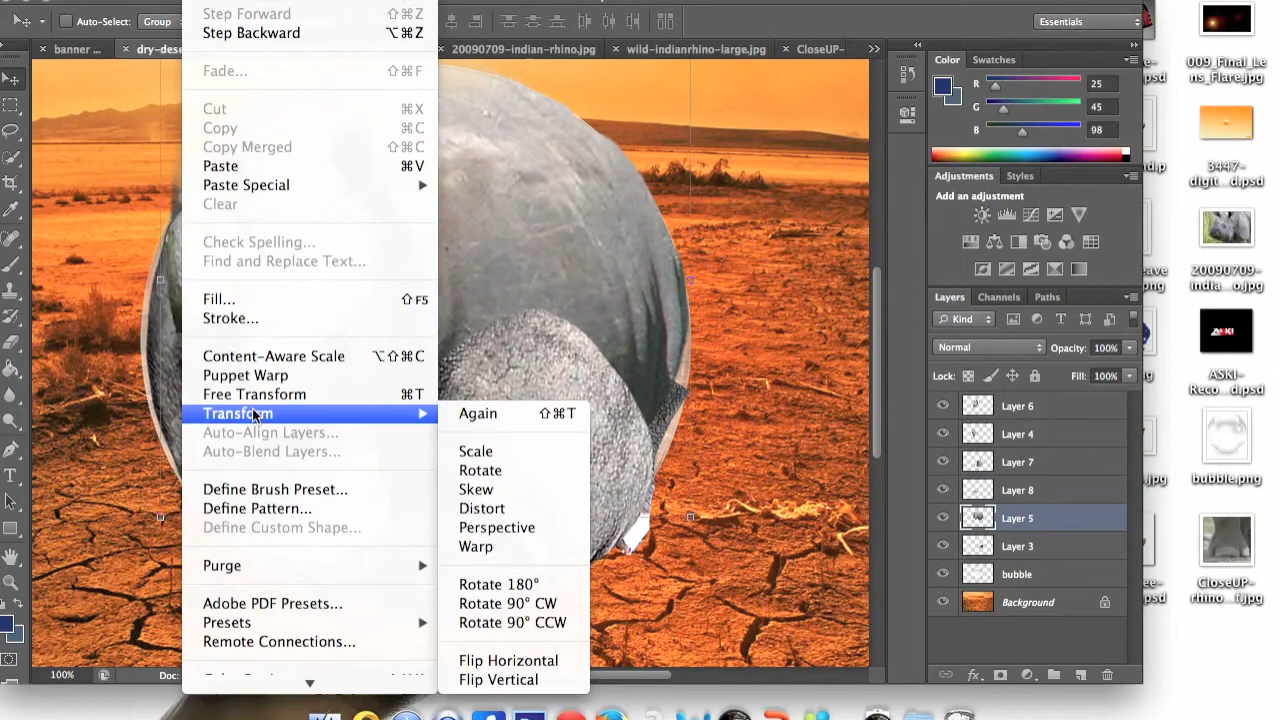 Auto-Select:
Group
Essentials
banner ...
dry-dese
20090709-indian-rhino.jpg
wild-indianrhino-large.jpg
CloseUP-
Step Forward ⇧⌘Z
Step Backward ⌥⌘Z
Fade... ⇧⌘F
Cut ⌘X
Copy ⌘C
Copy Merged ⇧⌘C
Paste ⌘V
Paste Special
Clear
Check Spelling...
Find and Replace Text...
Fill... ⇧F5
Stroke...
Content-Aware Scale ⌥⇧⌘C
Puppet Warp
Free Transform ⌘T
Transform
Auto-Align Layers...
Auto-Blend Layers...
Define Brush Preset...
Define Pattern...
Define Custom Shape...
Purge
Adobe PDF Presets...
Presets
Remote Connections...
Again ⇧⌘T
Scale
Rotate
Skew
Distort
Perspective
Warp
Rotate 180°
Rotate 90° CW
Rotate 90° CCW
Flip Horizontal
Flip Vertical
100%
Doc:
Color Swatches
R 25
G 45
B 98
Adjustments Styles
Add an adjustment
Layers Channels Paths
Kind
Normal Opacity: 100%
Lock: Fill: 100%
Layer 6
Layer 4
Layer 7
Layer 8
Layer 5
Layer 3
bubble
Background
009_Final_Le
ns_Flare.jpg
3447-
digit...d.psd
20090709-
india...o.jpg
ASKI-
Reco...d.psd
bubble.png
CloseUP-
rhino...f.jpg